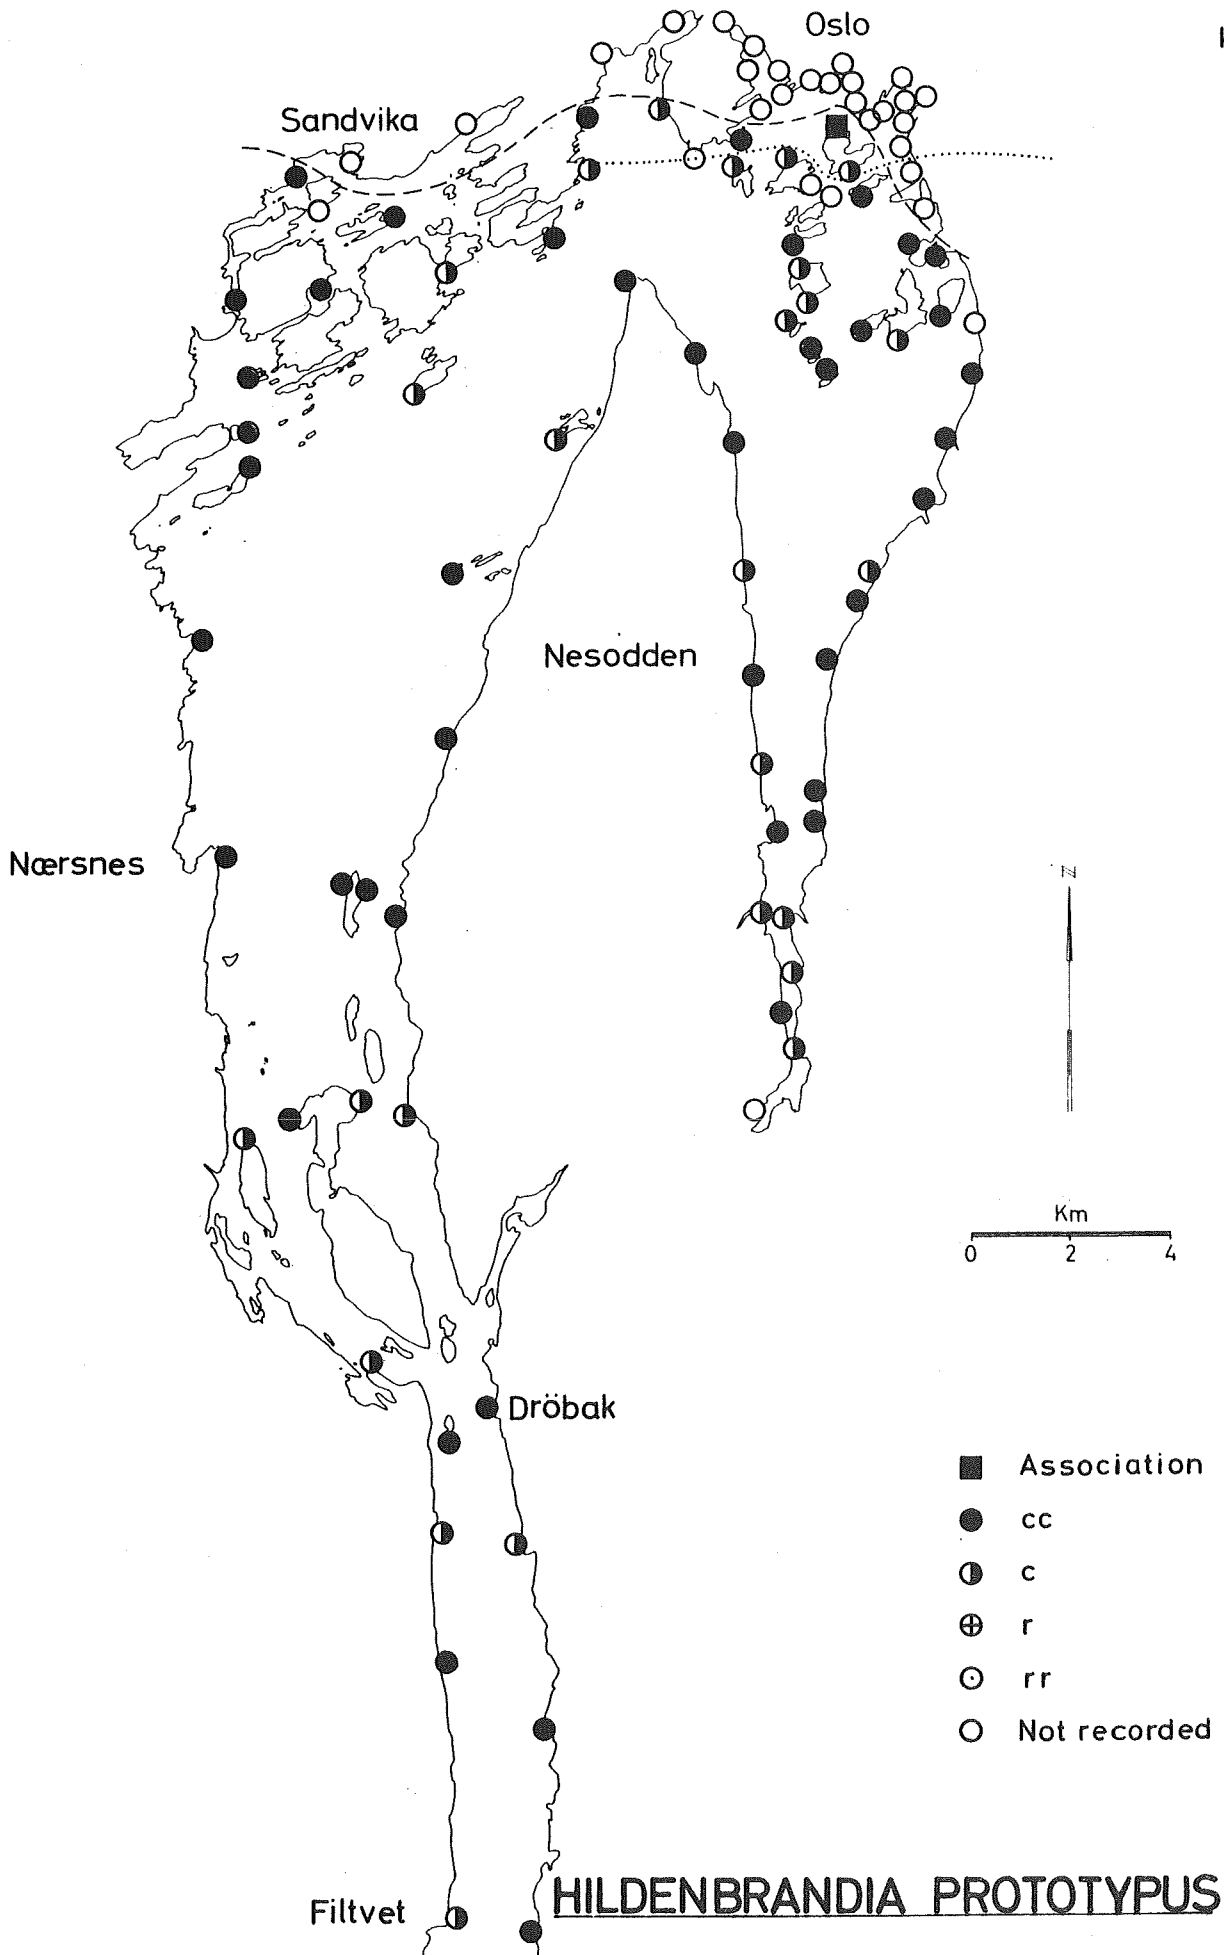 Oslo
Sandvika
Nesodden
Nærsnes
N
Km
0 2 4
Dröbak
Association
cc
c
r
rr
Not recorded
Filtvet
HILDENBRANDIA PROTOTYPUS